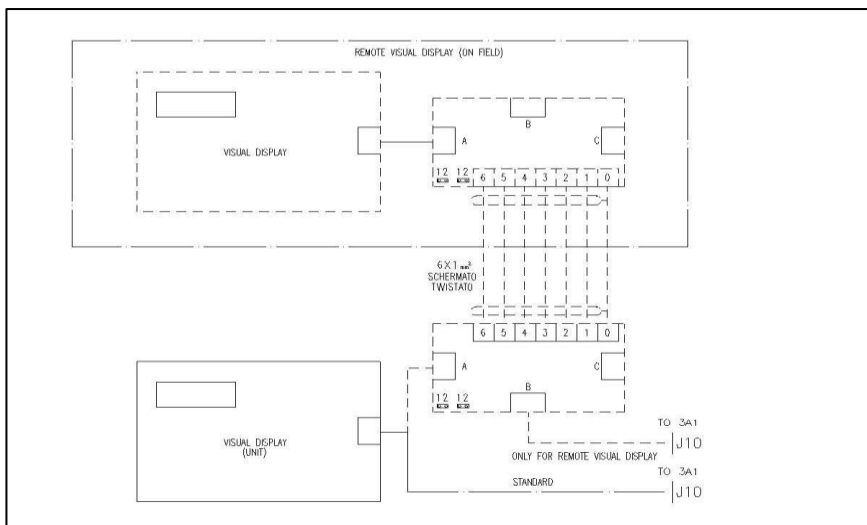 REMOTE VISUAL DISPLAY (ON FIELD)
VISUAL DISPLAY
B
A
C
12 12
6 5 4 3 2 1 0
6X1 mm²
SCHERMATO
TWISTATO
6 5 4 3 2 1 0
A
C
B
12 12
VISUAL DISPLAY
(UNIT)
TO 3A1
J10
ONLY FOR REMOTE VISUAL DISPLAY
TO 3A1
STANDARD
J10